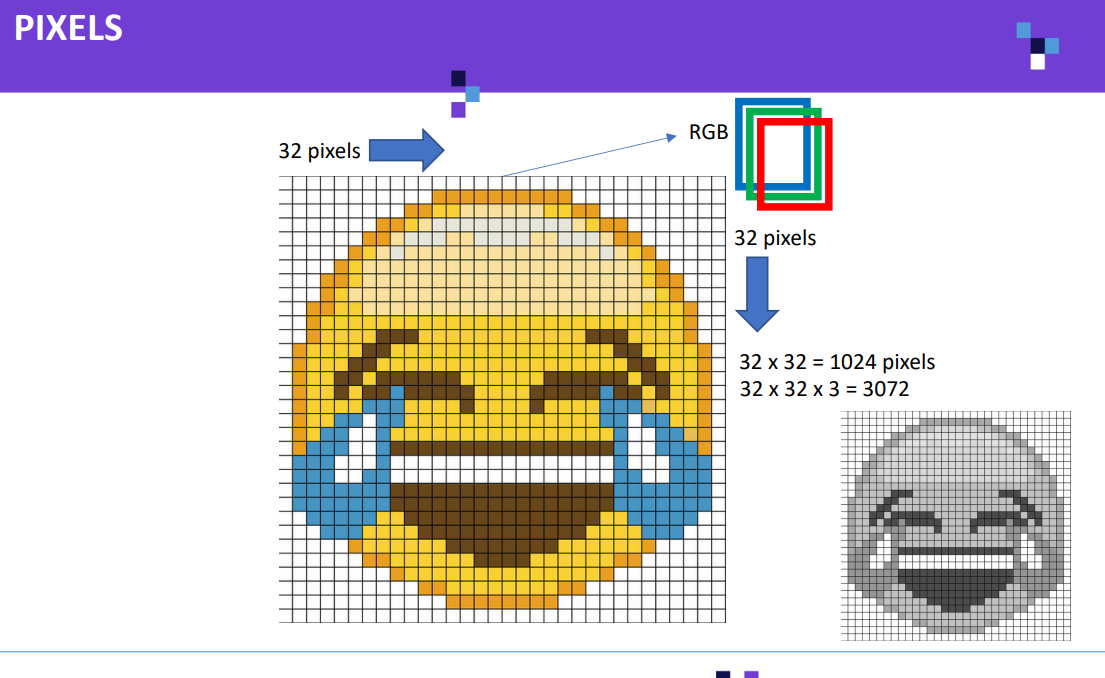 PIXELS
32 pixels
RGB
32 pixels
32 x 32 = 1024 pixels
32 x 32 x 3 = 3072